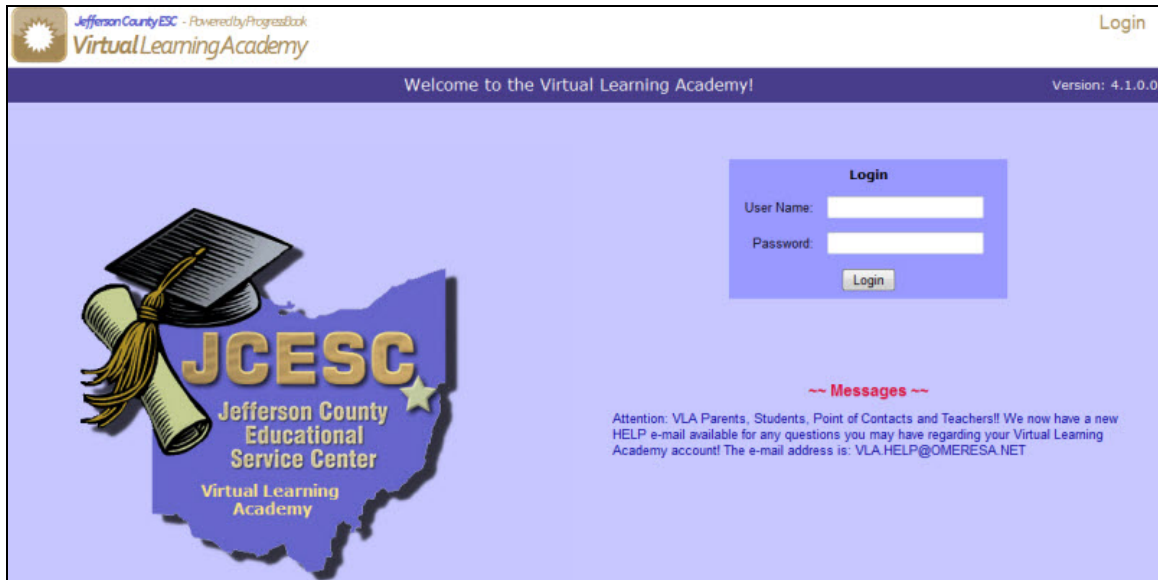 Jefferson County ESC - Powered by ProgressBook
Virtual Learning Academy
Login
Welcome to the Virtual Learning Academy!
Version: 4.1.0.0
Login
User Name:
Password:
Login
JCESC
Jefferson County
Educational
Service Center
Virtual Learning
Academy
~~ Messages ~~
Attention: VLA Parents, Students, Point of Contacts and Teachers!! We now have a new
HELP e-mail available for any questions you may have regarding your Virtual Learning
Academy account! The e-mail address is: VLA.HELP@OMERESA.NET